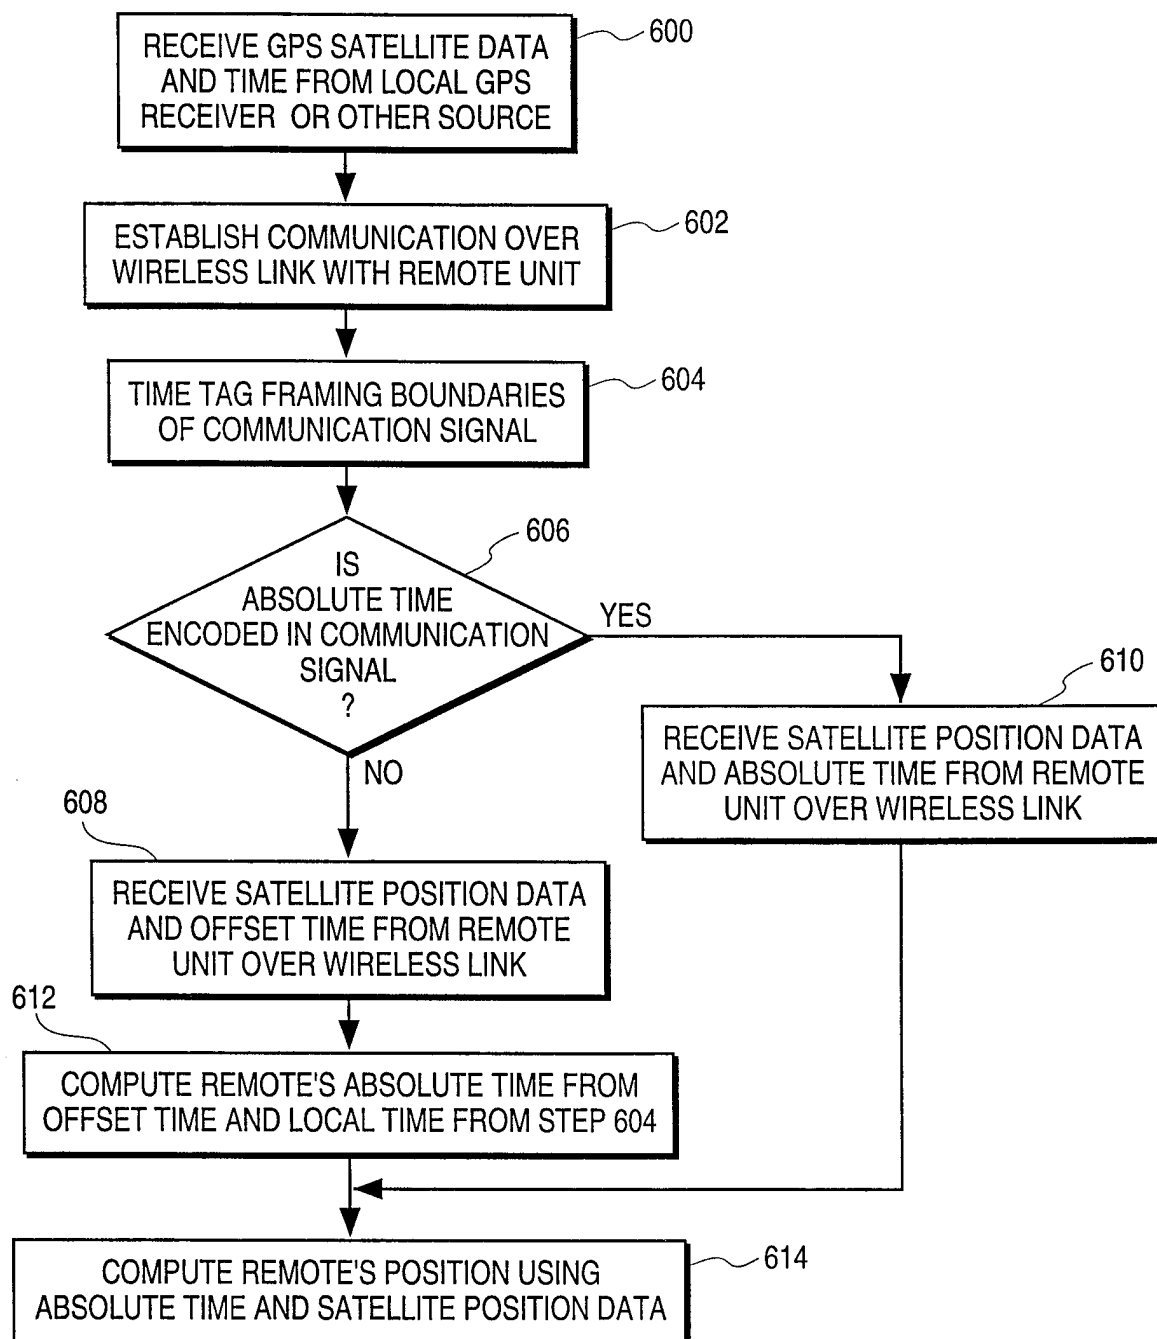 RECEIVE GPS SATELLITE DATA
AND TIME FROM LOCAL GPS
RECEIVER OR OTHER SOURCE
600
ESTABLISH COMMUNICATION OVER
WIRELESS LINK WITH REMOTE UNIT
602
TIME TAG FRAMING BOUNDARIES
OF COMMUNICATION SIGNAL
604
606
IS
ABSOLUTE TIME
ENCODED IN COMMUNICATION
SIGNAL
?
YES
NO
610
RECEIVE SATELLITE POSITION DATA
AND ABSOLUTE TIME FROM REMOTE
UNIT OVER WIRELESS LINK
608
RECEIVE SATELLITE POSITION DATA
AND OFFSET TIME FROM REMOTE
UNIT OVER WIRELESS LINK
612
COMPUTE REMOTE'S ABSOLUTE TIME FROM
OFFSET TIME AND LOCAL TIME FROM STEP 604
COMPUTE REMOTE'S POSITION USING
ABSOLUTE TIME AND SATELLITE POSITION DATA
614